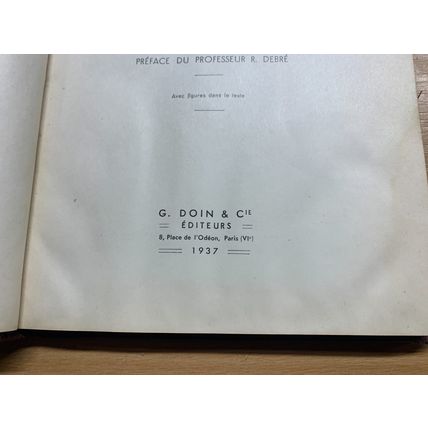 PRÉFACE DU PROFESSEUR R. DEBRÉ
Avec figures dans le texte
G. DOIN & CIE
ÉDITEURS
8, Place de l'Odéon, Paris (VIe)
1937